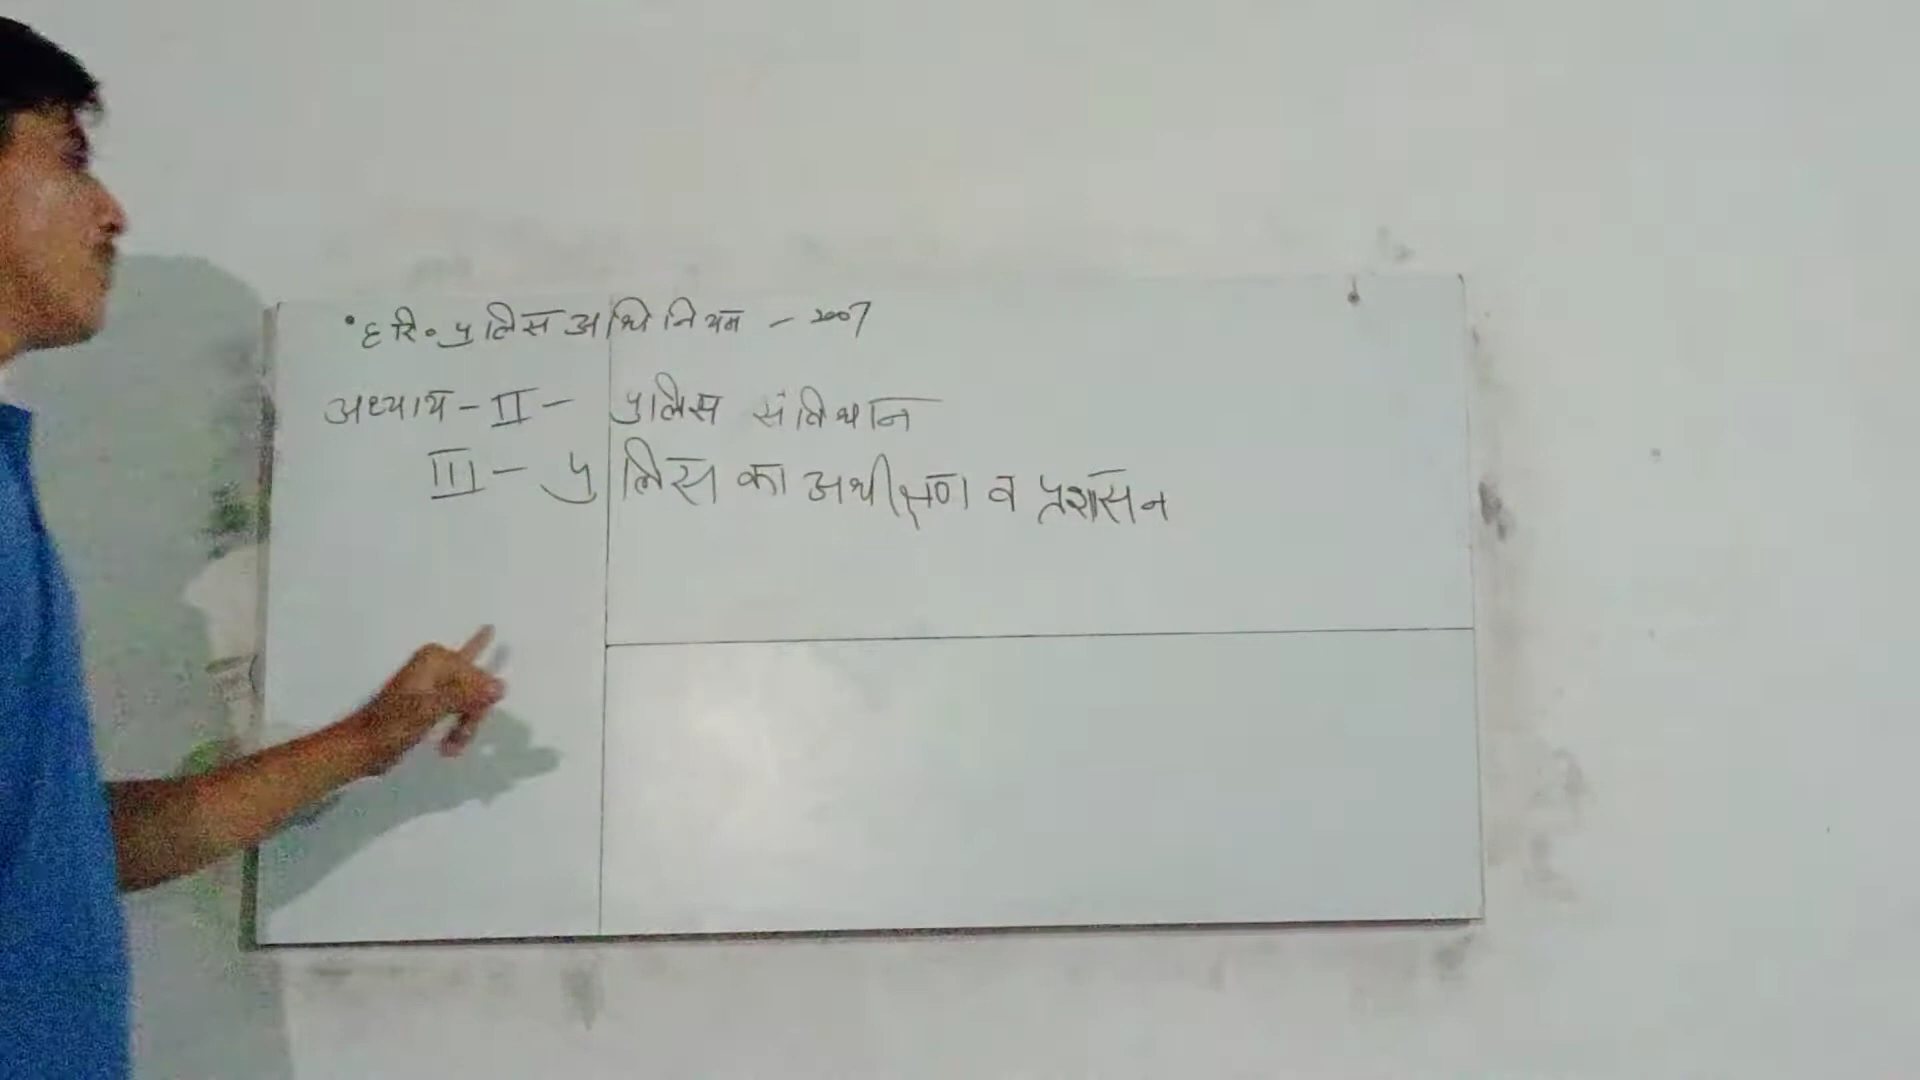 • हरि० पुलिस अधिनियम - 2007
अध्याय - II - पुलिस संविधान
III - पुलिस का अधीक्षण व प्रशासन